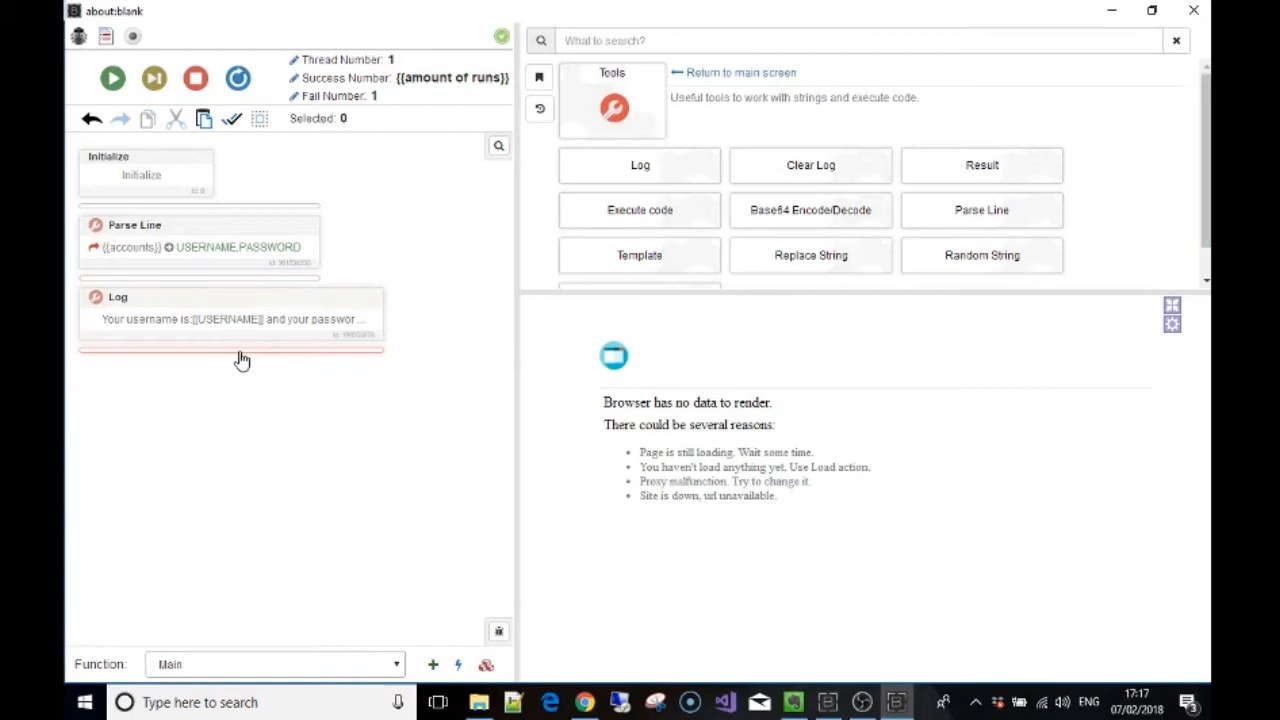 about:blank
Thread Number: 1
Success Number: {{amount of runs}}
Fail Number: 1
Selected: 0
Initialize
Initialize
Id: 0
Parse Line
{{accounts}} USERNAME,PASSWORD
Log
Your username is:[[USERNAME]] and your passwor ...
Function: Main
What to search?
Tools
Return to main screen
Useful tools to work with strings and execute code.
Log Clear Log Result
Execute code Base64 Encode/Decode Parse Line
Template Replace String Random String
Browser has no data to render.
There could be several reasons:
Page is still loading. Wait some time.
You haven't load anything yet. Use Load action.
Proxy malfunction. Try to change it.
Site is down, url unavailable.
Type here to search
ENG
17:17
07/02/2018
3